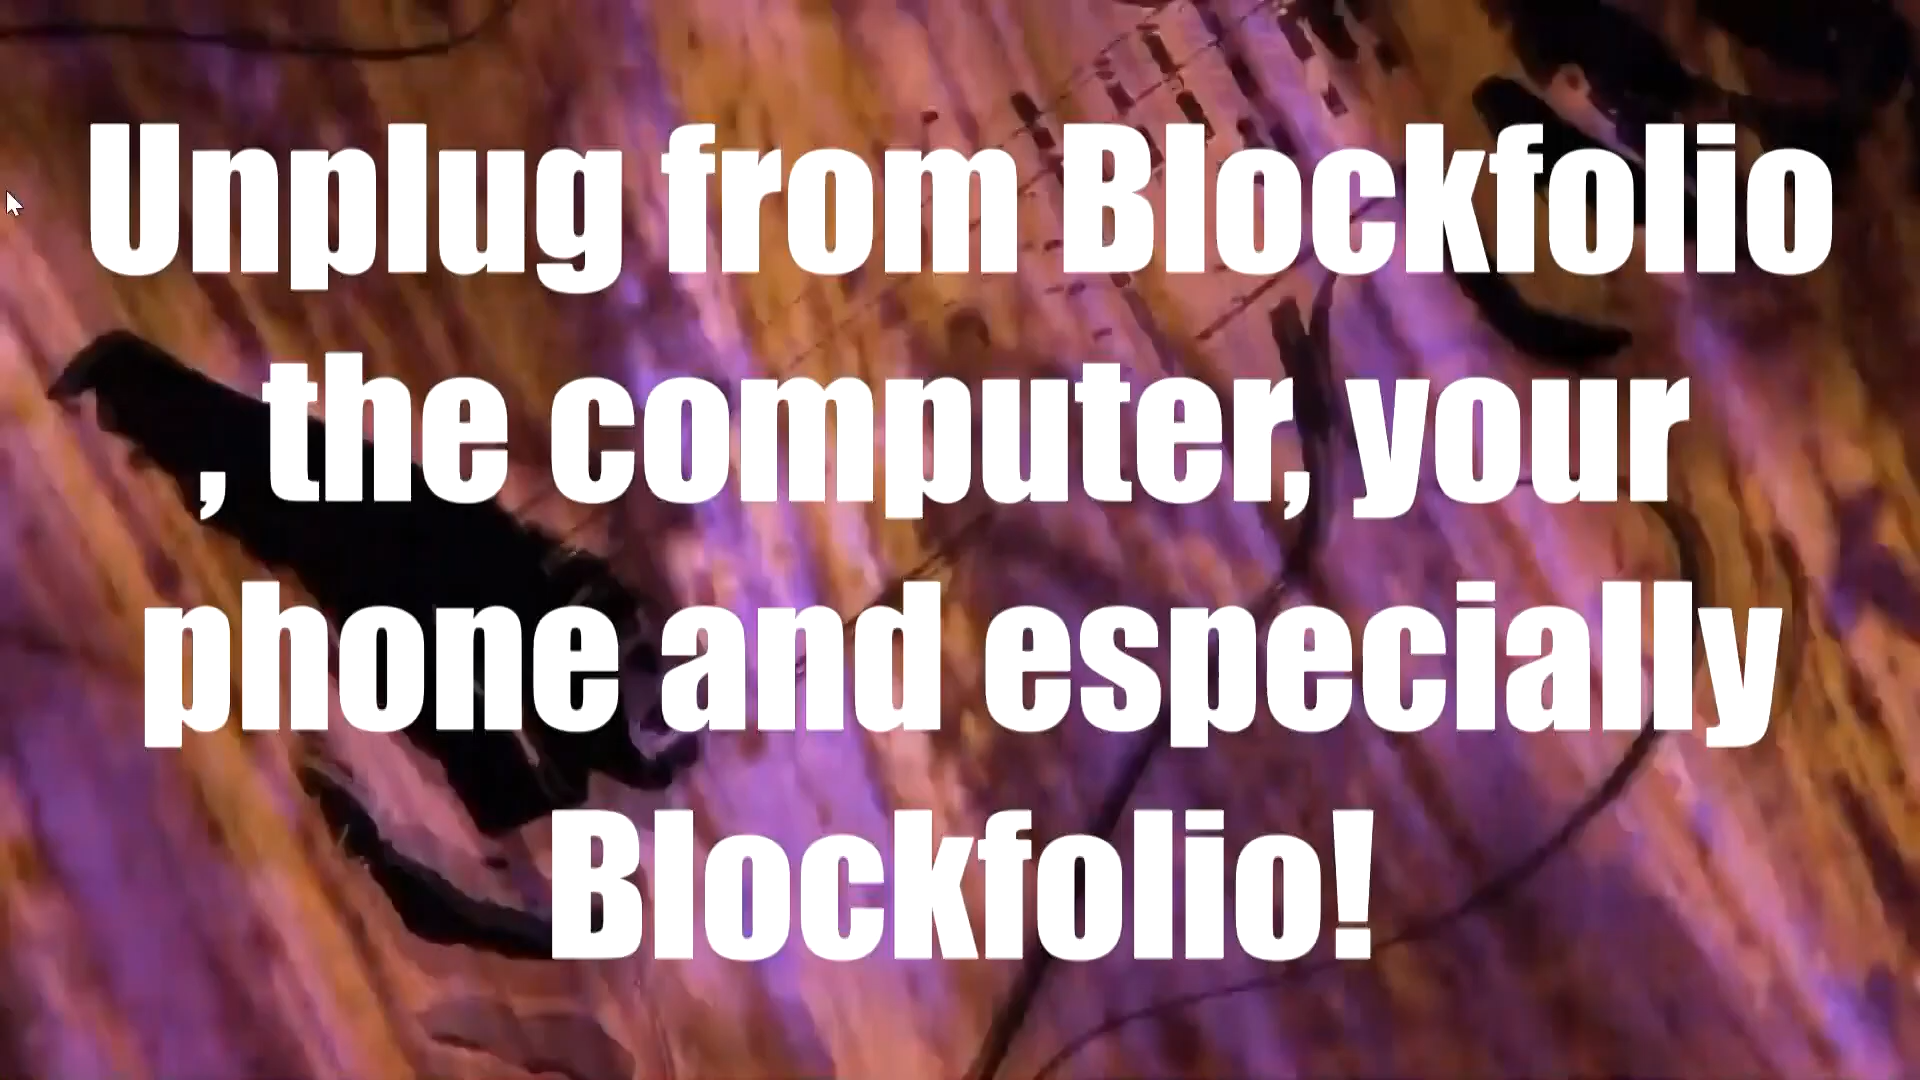 Unplug from Blockfolio
, the computer, your
phone and especially
Blockfolio!